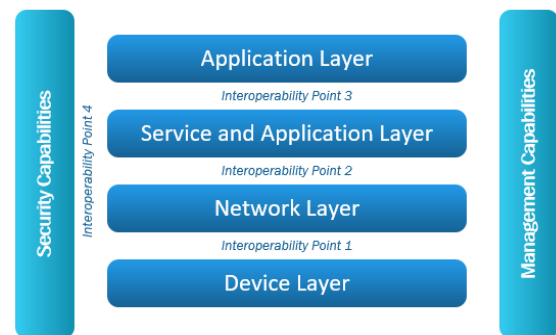 Security Capabilities
Interoperability Point 4
Application Layer
Interoperability Point 3
Service and Application Layer
Interoperability Point 2
Network Layer
Interoperability Point 1
Device Layer
Management Capabilities